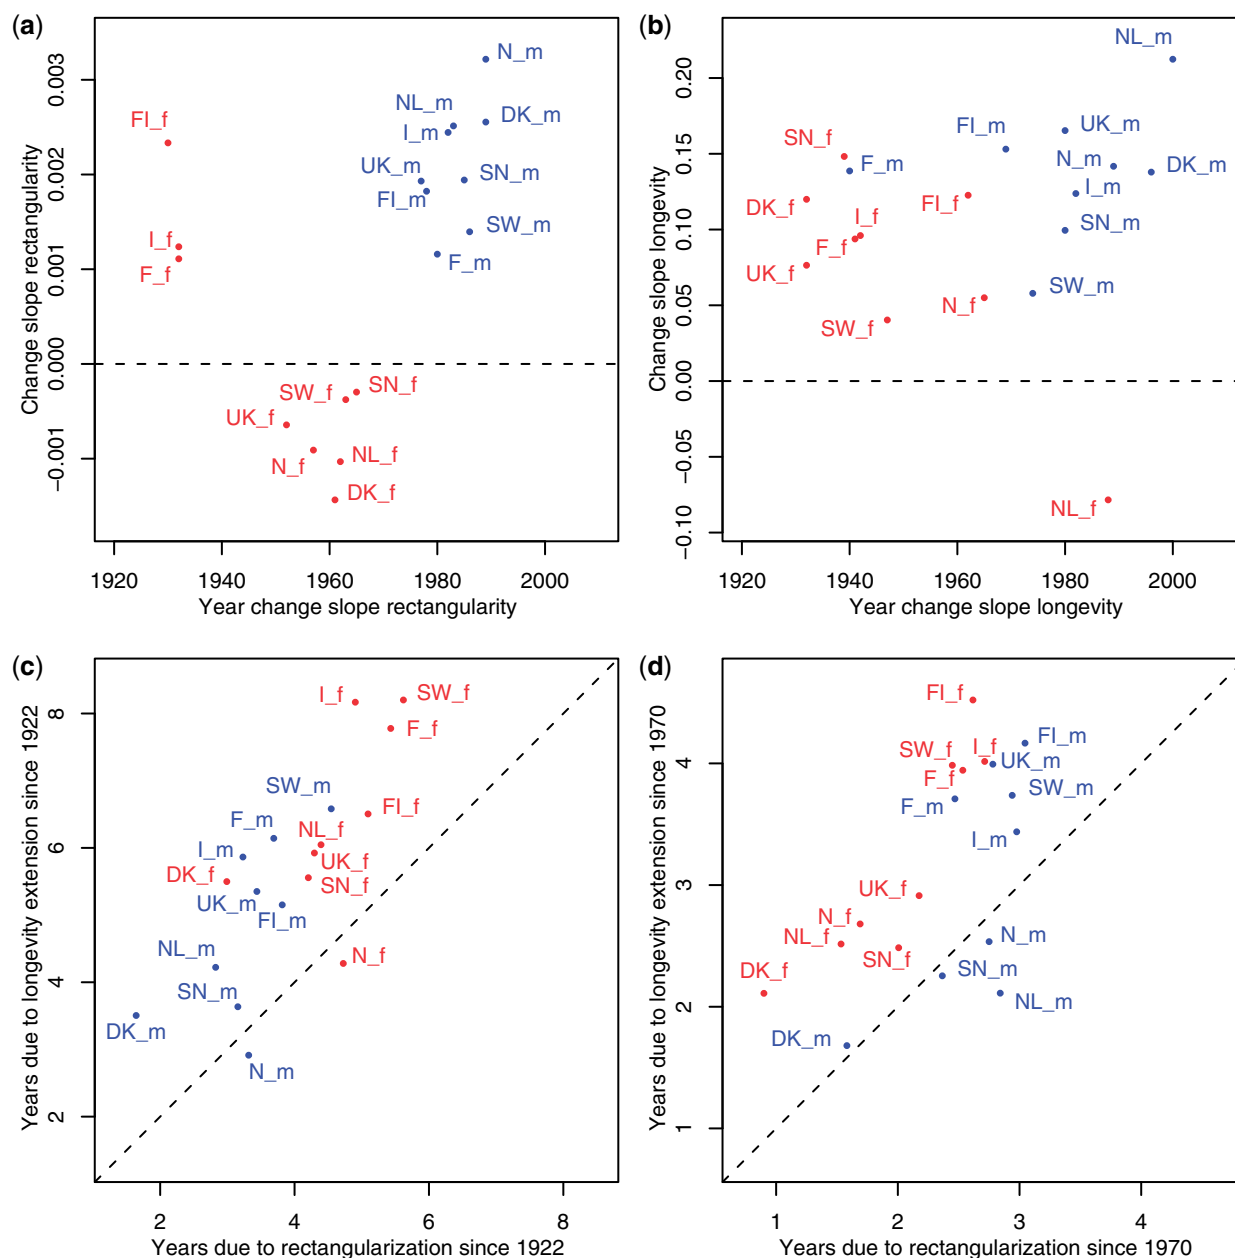 (a)
Change slope rectangularity
0.003
0.002
0.001
0.000
−0.001
N_m
NL_m
DK_m
I_m
FI_f
UK_m
SN_m
FI_m
SW_m
I_f
F_f
F_m
SW_f
SN_f
UK_f
N_f
NL_f
DK_f
1920
1940
1960
1980
2000
Year change slope rectangularity
(b)
Change slope longevity
0.20
0.15
0.10
0.05
0.00
−0.05
−0.10
NL_m
UK_m
FI_m
SN_f
F_m
N_m
DK_m
I_m
DK_f
FI_f
I_f
F_f
SN_m
UK_f
SW_m
N_f
SW_f
NL_f
1920
1940
1960
1980
2000
Year change slope longevity
(c)
Years due to longevity extension since 1922
8
6
4
2
I_f
SW_f
F_f
SW_m
FI_f
F_m
NL_f
I_m
UK_f
DK_f
SN_f
UK_m
FI_m
NL_m
N_f
SN_m
DK_m
N_m
2
4
6
8
Years due to rectangularization since 1922
(d)
Years due to longevity extension since 1970
4
3
2
1
FI_f
FI_m
SW_f
I_f
UK_m
F_f
F_m
SW_m
I_m
UK_f
N_f
NL_f
N_m
SN_f
DK_f
SN_m
NL_m
DK_m
1
2
3
4
Years due to rectangularization since 1970